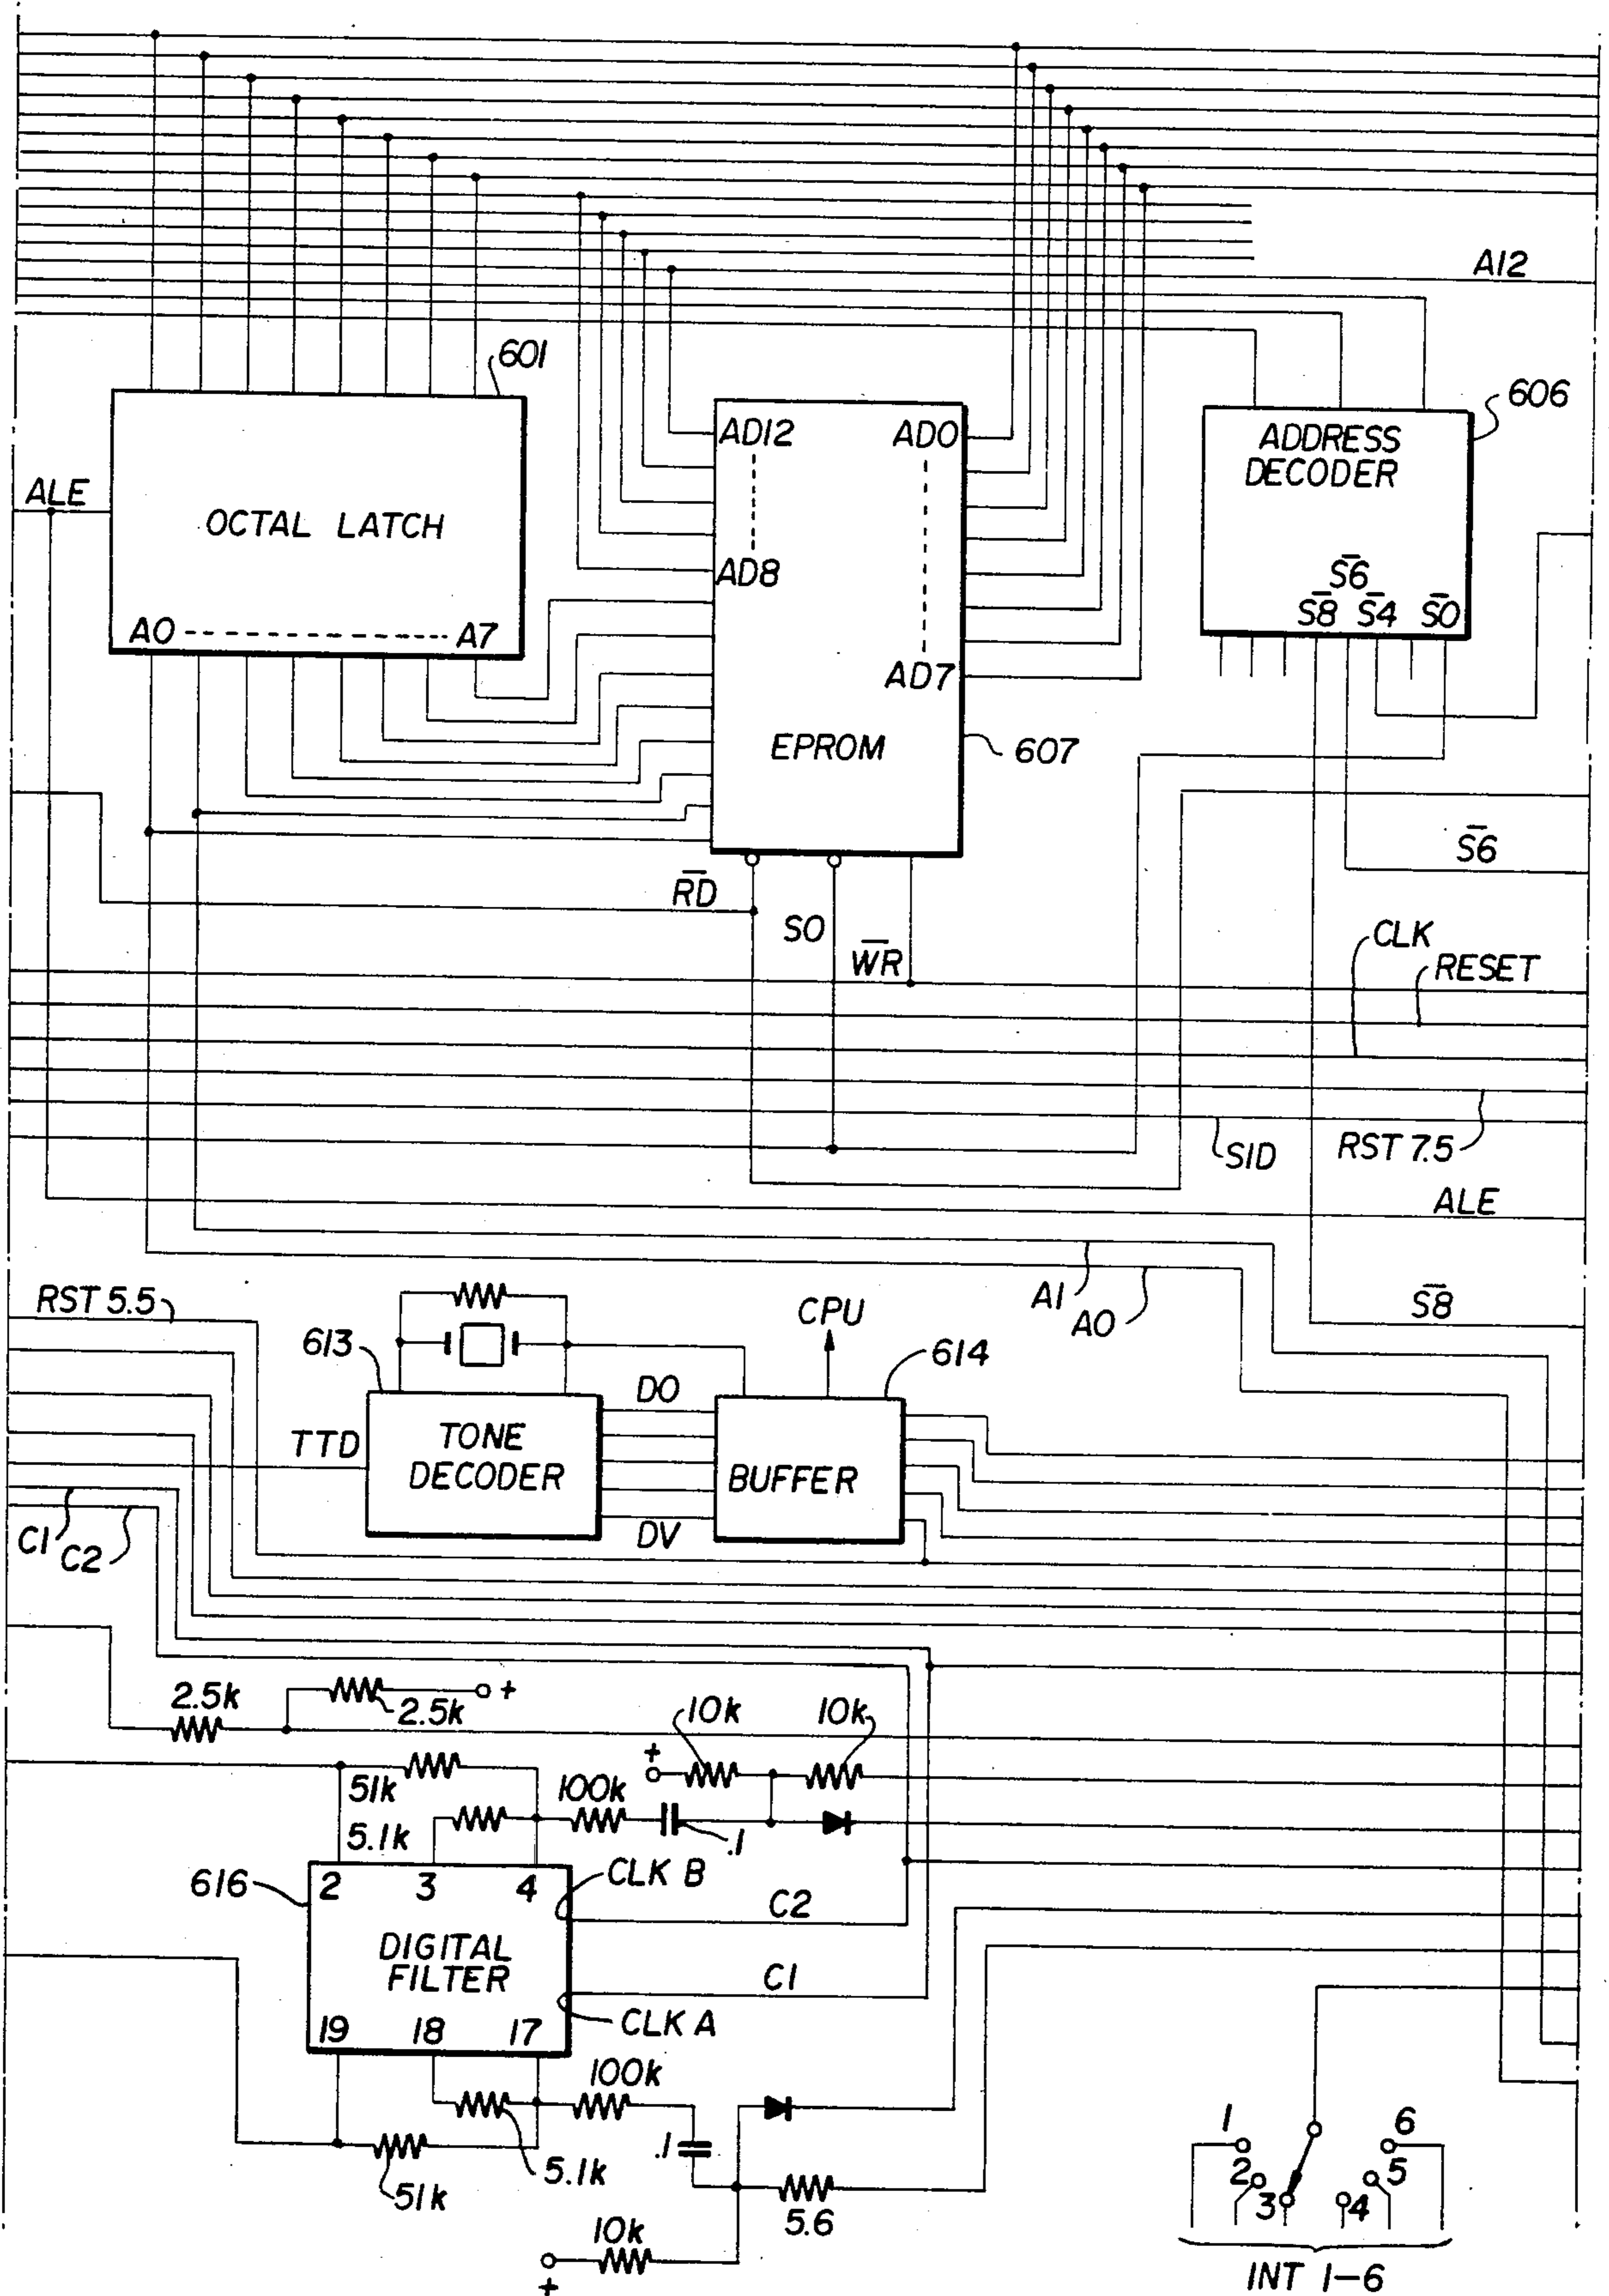 A12
601
606
AD12
AD0
ADDRESS
DECODER
ALE
OCTAL LATCH
AD8
S̅6
S̅8
S̅4
S̅0
A0
A7
AD7
EPROM
607
S̅6
R̅D̅
S0
W̅R̅
CLK
RESET
RST 7.5
SID
ALE
A1
A0
S̅8
RST 5.5
CPU
613
614
D0
TTD
TONE
DECODER
BUFFER
DV
C1
C2
2.5k
+
2.5k
10k
10k
+
51k
100k
5.1k
.1
616
2
3
4
CLK B
C2
DIGITAL
FILTER
C1
CLK A
19
18
17
100k
.1
5.1k
51k
5.6
10k
+
1
2
3
4
5
6
INT 1-6